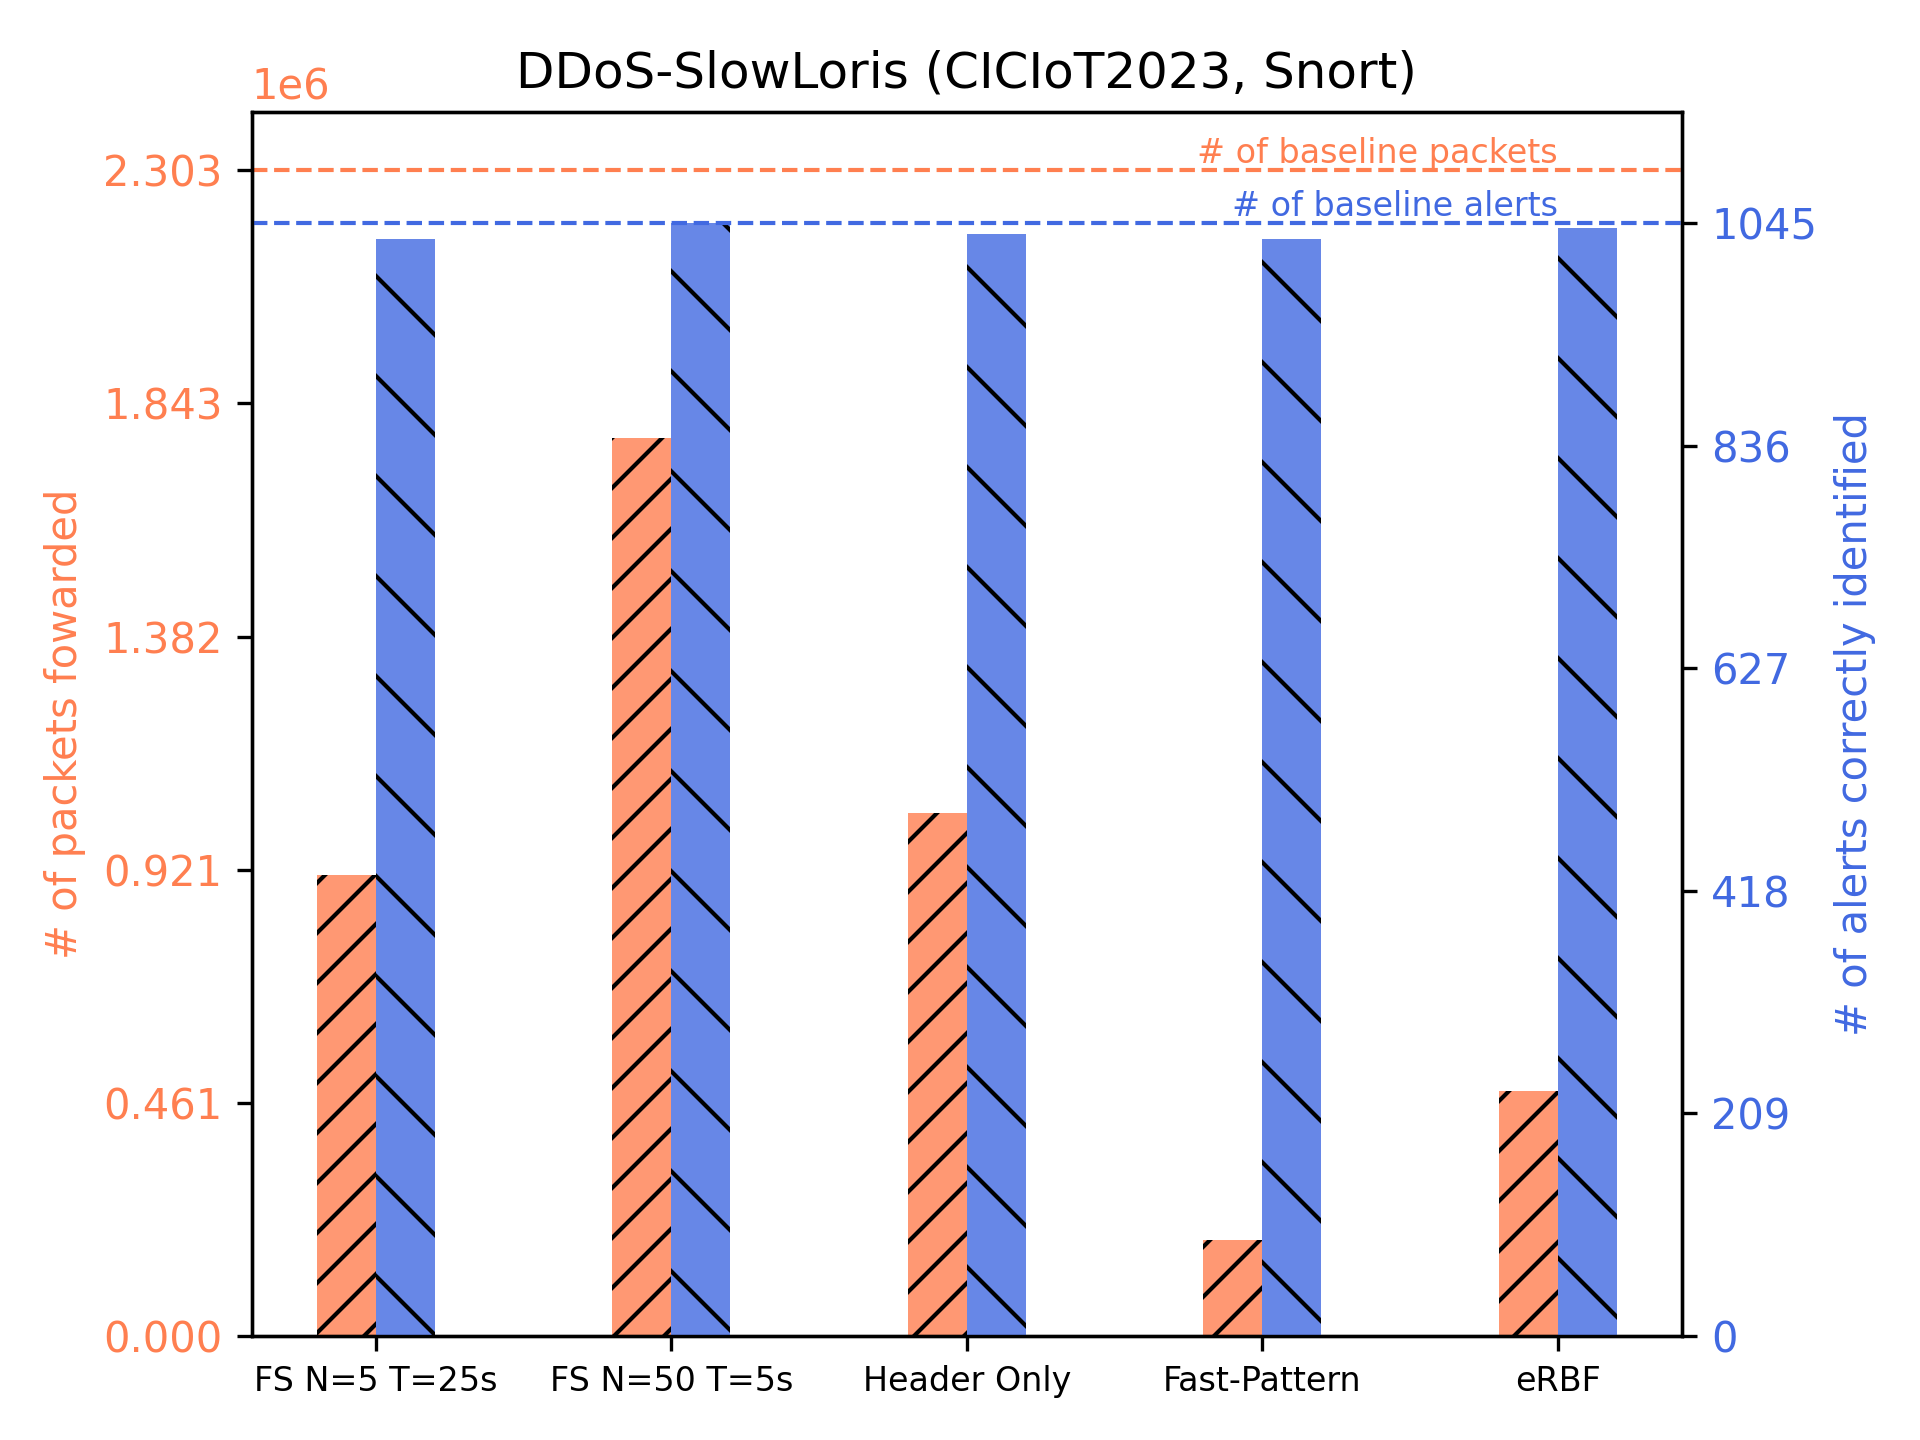 DDoS-SlowLoris (CICIoT2023, Snort)
1e6
# of baseline packets
# of baseline alerts
2.303
1.843
1.382
0.921
0.461
0.000
# of packets fowarded
1045
836
627
418
209
0
# of alerts correctly identified
FS N=5 T=25s
FS N=50 T=5s
Header Only
Fast-Pattern
eRBF